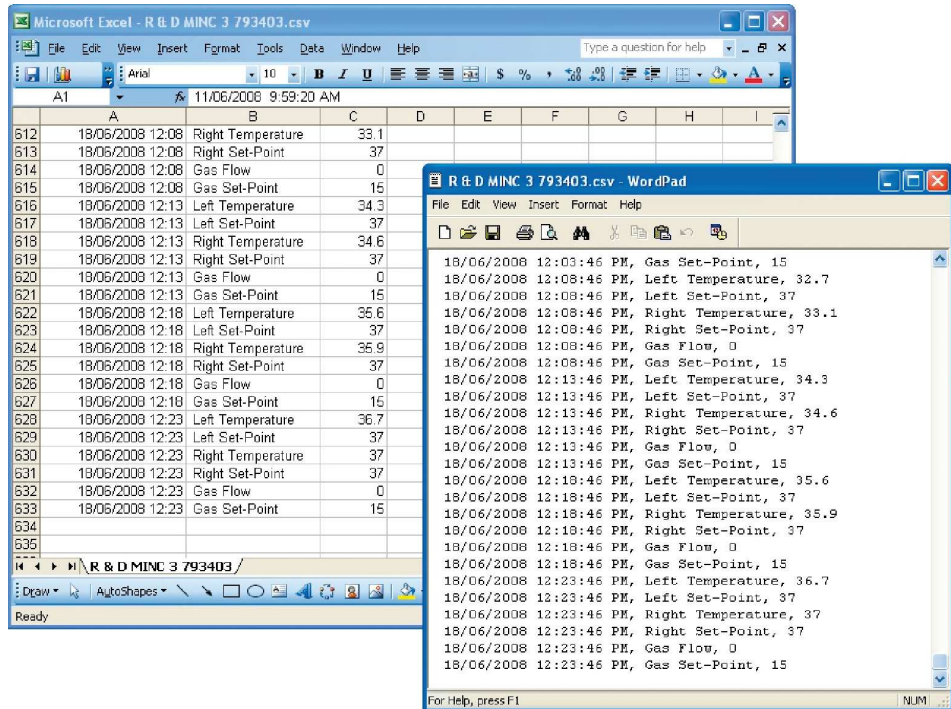 Microsoft Excel - R & D MINC 3 793403.csv
File Edit View Insert Format Tools Data Window Help Type a question for help
Arial 10 B I U $ % ,
A1 fx 11/06/2008 9:59:20 AM
A B C D E F G H I
612 18/06/2008 12:08 Right Temperature 33.1
613 18/06/2008 12:08 Right Set-Point 37
614 18/06/2008 12:08 Gas Flow 0
615 18/06/2008 12:08 Gas Set-Point 15
616 18/06/2008 12:13 Left Temperature 34.3
617 18/06/2008 12:13 Left Set-Point 37
618 18/06/2008 12:13 Right Temperature 34.6
619 18/06/2008 12:13 Right Set-Point 37
620 18/06/2008 12:13 Gas Flow 0
621 18/06/2008 12:13 Gas Set-Point 15
622 18/06/2008 12:18 Left Temperature 35.6
623 18/06/2008 12:18 Left Set-Point 37
624 18/06/2008 12:18 Right Temperature 35.9
625 18/06/2008 12:18 Right Set-Point 37
626 18/06/2008 12:18 Gas Flow 0
627 18/06/2008 12:18 Gas Set-Point 15
628 18/06/2008 12:23 Left Temperature 36.7
629 18/06/2008 12:23 Left Set-Point 37
630 18/06/2008 12:23 Right Temperature 37
631 18/06/2008 12:23 Right Set-Point 37
632 18/06/2008 12:23 Gas Flow 0
633 18/06/2008 12:23 Gas Set-Point 15
634
635
R & D MINC 3 793403
Draw AutoShapes
Ready
R & D MINC 3 793403.csv - WordPad
File Edit View Insert Format Help
18/06/2008 12:03:46 PM, Gas Set-Point, 15
18/06/2008 12:08:46 PM, Left Temperature, 32.7
18/06/2008 12:08:46 PM, Left Set-Point, 37
18/06/2008 12:08:46 PM, Right Temperature, 33.1
18/06/2008 12:08:46 PM, Right Set-Point, 37
18/06/2008 12:08:46 PM, Gas Flow, 0
18/06/2008 12:08:46 PM, Gas Set-Point, 15
18/06/2008 12:13:46 PM, Left Temperature, 34.3
18/06/2008 12:13:46 PM, Left Set-Point, 37
18/06/2008 12:13:46 PM, Right Temperature, 34.6
18/06/2008 12:13:46 PM, Right Set-Point, 37
18/06/2008 12:13:46 PM, Gas Flow, 0
18/06/2008 12:13:46 PM, Gas Set-Point, 15
18/06/2008 12:18:46 PM, Left Temperature, 35.6
18/06/2008 12:18:46 PM, Left Set-Point, 37
18/06/2008 12:18:46 PM, Right Temperature, 35.9
18/06/2008 12:18:46 PM, Right Set-Point, 37
18/06/2008 12:18:46 PM, Gas Flow, 0
18/06/2008 12:18:46 PM, Gas Set-Point, 15
18/06/2008 12:23:46 PM, Left Temperature, 36.7
18/06/2008 12:23:46 PM, Left Set-Point, 37
18/06/2008 12:23:46 PM, Right Temperature, 37
18/06/2008 12:23:46 PM, Right Set-Point, 37
18/06/2008 12:23:46 PM, Gas Flow, 0
18/06/2008 12:23:46 PM, Gas Set-Point, 15
For Help, press F1 NUM